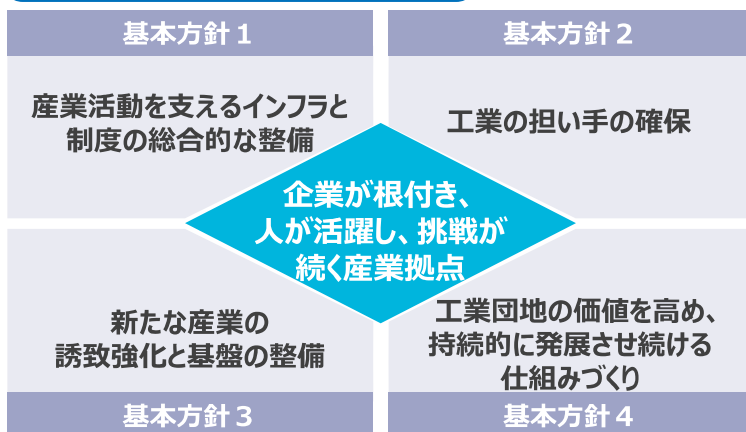 基本方針１
基本方針２
産業活動を支えるインフラと
制度の総合的な整備
工業の担い手の確保
企業が根付き、
人が活躍し、挑戦が
続く産業拠点
新たな産業の
誘致強化と基盤の整備
工業団地の価値を高め、
持続的に発展させ続ける
仕組みづくり
基本方針３
基本方針４